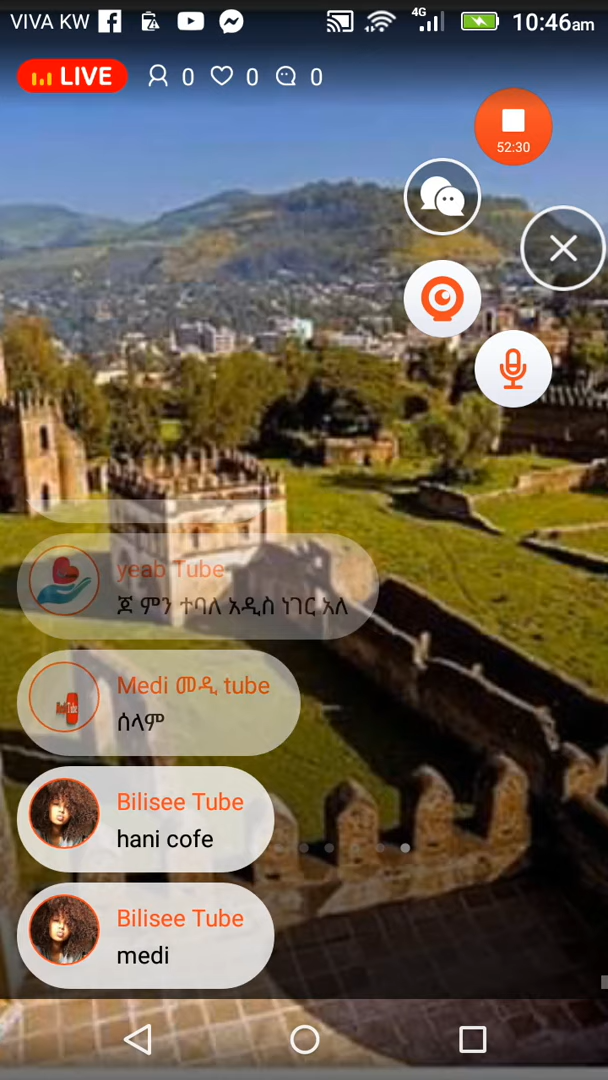 VIVA KW
4G
10:46am
LIVE 0 0 0
52:30
yeab Tube
ጆ ምን ተባለ አዲስ ነገር አለ
Medi መዲ tube
ሰላም
Bilisee Tube
hani cofe
Bilisee Tube
medi